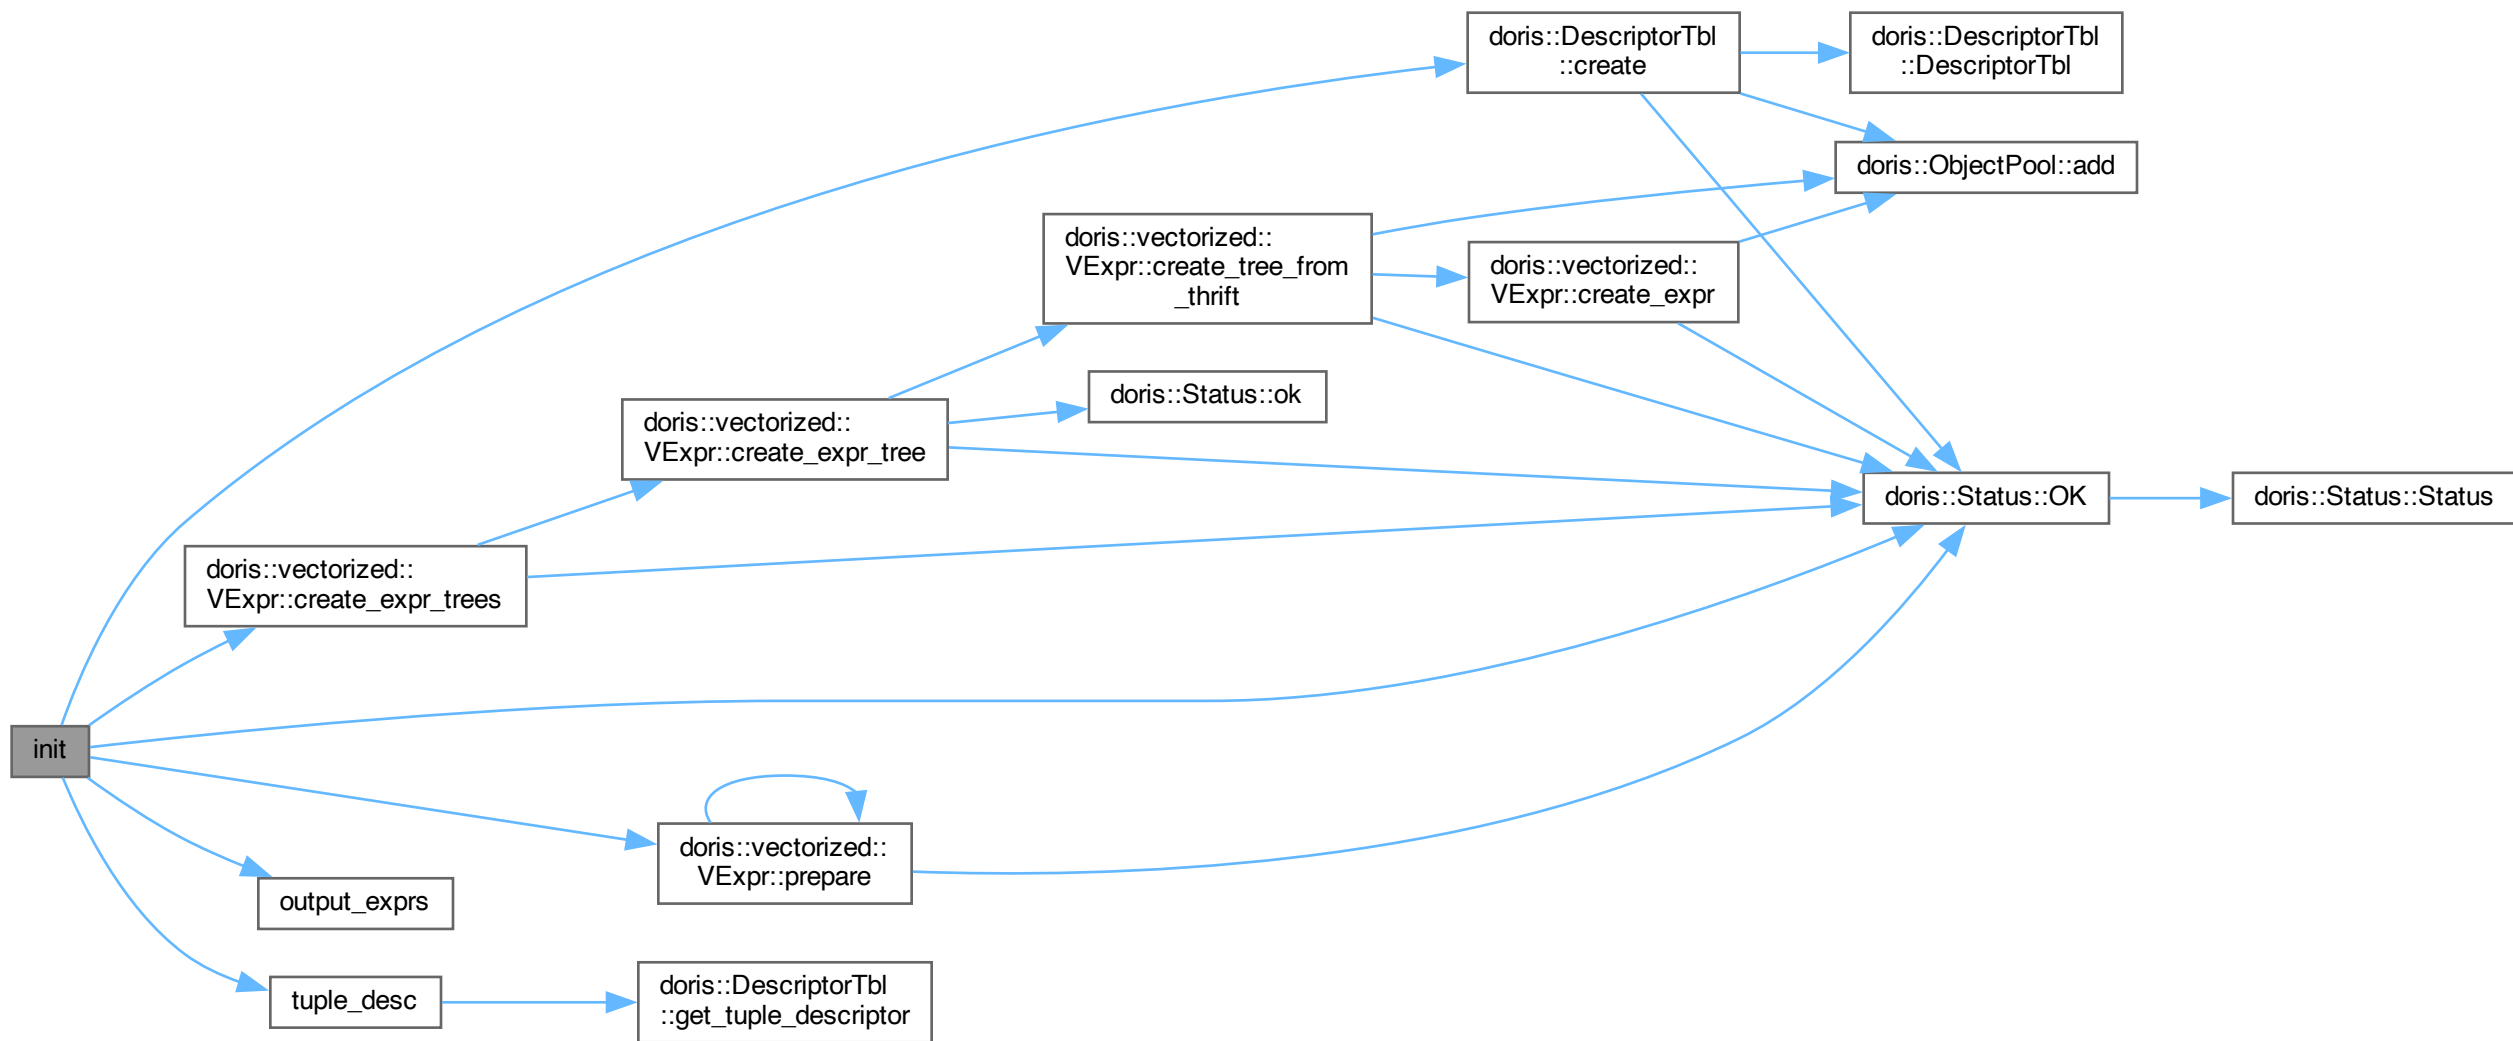 doris::DescriptorTbl
::create
doris::DescriptorTbl
::DescriptorTbl
doris::ObjectPool::add
doris::vectorized::
VExpr::create_tree_from
_thrift
doris::vectorized::
VExpr::create_expr
doris::Status::ok
doris::vectorized::
VExpr::create_expr_tree
doris::Status::OK
doris::Status::Status
doris::vectorized::
VExpr::create_expr_trees
init
doris::vectorized::
VExpr::prepare
output_exprs
tuple_desc
doris::DescriptorTbl
::get_tuple_descriptor